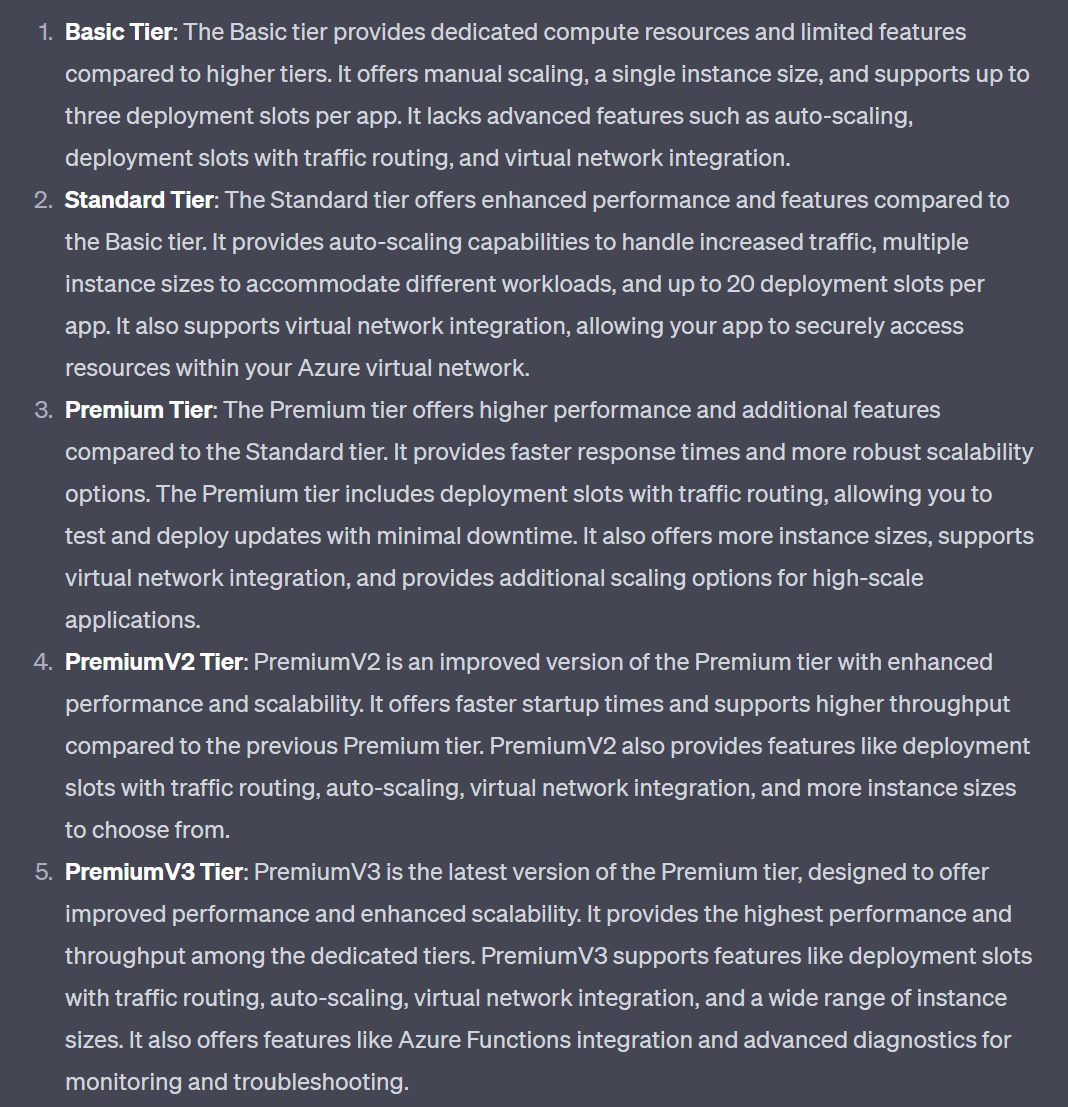 1. Basic Tier: The Basic tier provides dedicated compute resources and limited features
compared to higher tiers. It offers manual scaling, a single instance size, and supports up to
three deployment slots per app. It lacks advanced features such as auto-scaling,
deployment slots with traffic routing, and virtual network integration.
2. Standard Tier: The Standard tier offers enhanced performance and features compared to
the Basic tier. It provides auto-scaling capabilities to handle increased traffic, multiple
instance sizes to accommodate different workloads, and up to 20 deployment slots per
app. It also supports virtual network integration, allowing your app to securely access
resources within your Azure virtual network.
3. Premium Tier: The Premium tier offers higher performance and additional features
compared to the Standard tier. It provides faster response times and more robust scalability
options. The Premium tier includes deployment slots with traffic routing, allowing you to
test and deploy updates with minimal downtime. It also offers more instance sizes, supports
virtual network integration, and provides additional scaling options for high-scale
applications.
4. PremiumV2 Tier: PremiumV2 is an improved version of the Premium tier with enhanced
performance and scalability. It offers faster startup times and supports higher throughput
compared to the previous Premium tier. PremiumV2 also provides features like deployment
slots with traffic routing, auto-scaling, virtual network integration, and more instance sizes
to choose from.
5. PremiumV3 Tier: PremiumV3 is the latest version of the Premium tier, designed to offer
improved performance and enhanced scalability. It provides the highest performance and
throughput among the dedicated tiers. PremiumV3 supports features like deployment slots
with traffic routing, auto-scaling, virtual network integration, and a wide range of instance
sizes. It also offers features like Azure Functions integration and advanced diagnostics for
monitoring and troubleshooting.